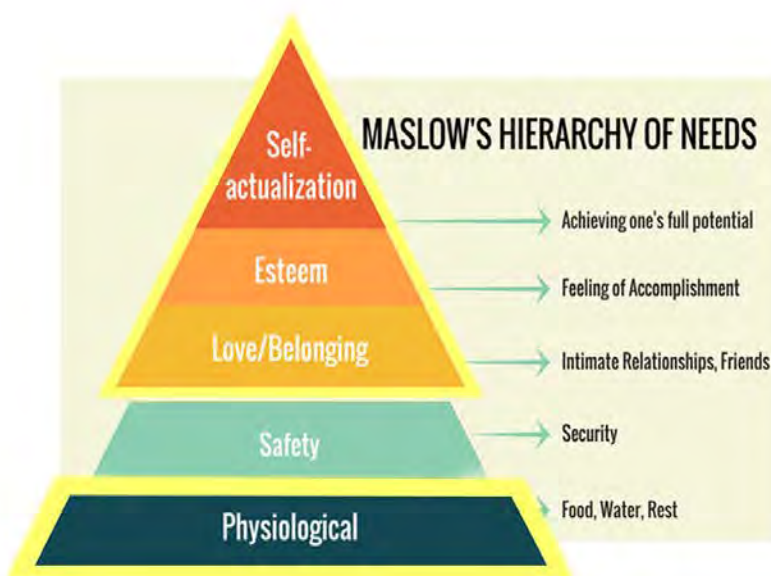 MASLOW'S HIERARCHY OF NEEDS
Self-
actualization
Achieving one's full potential
Esteem
Feeling of Accomplishment
Love/Belonging
Intimate Relationships, Friends
Safety
Security
Physiological
Food, Water, Rest